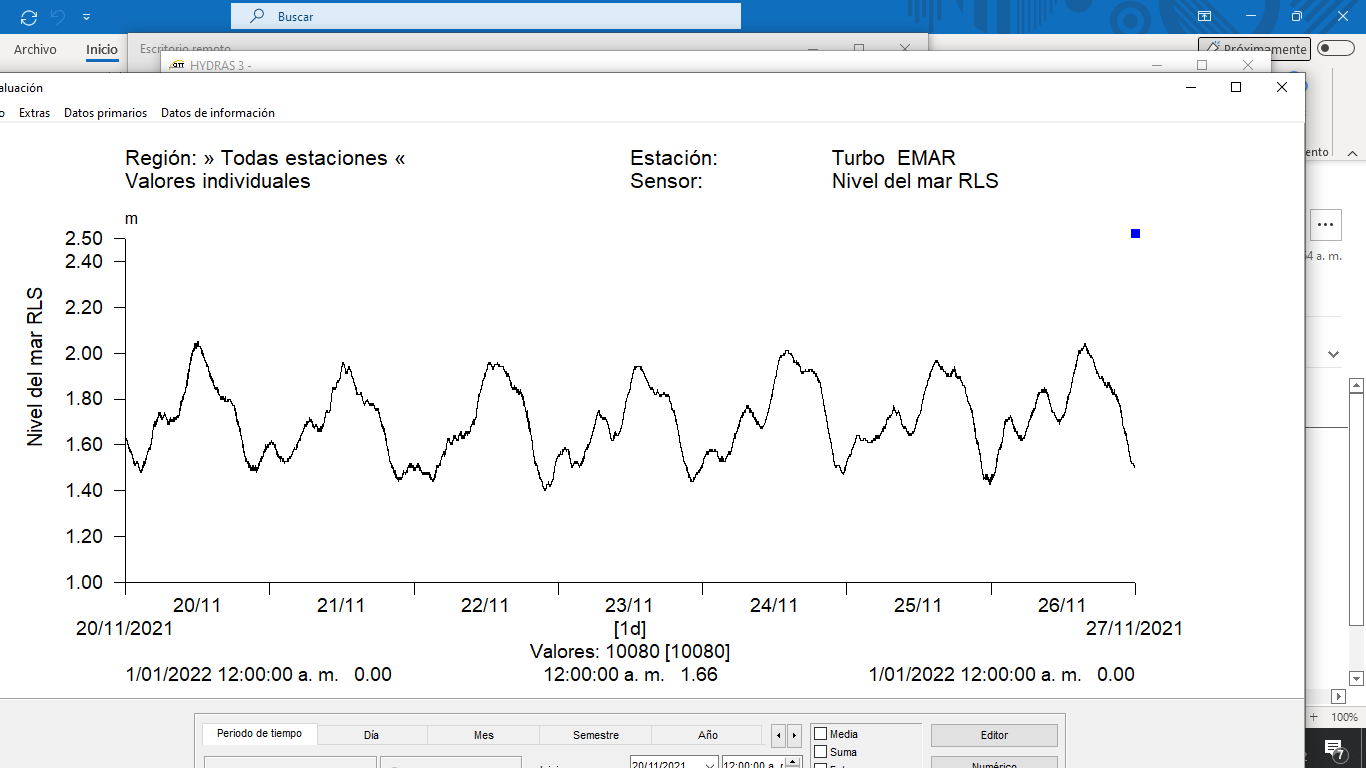 Buscar
Archivo
Inicio
Escritorio remoto
Próximamente
OTT HYDRAS 3 -
aluación
o Extras Datos primarios Datos de información
ento
Región: » Todas estaciones «
Estación: Turbo EMAR
Valores individuales
Sensor: Nivel del mar RLS
m
2.50
2.40
2.20
2.00
1.80
1.60
1.40
1.20
1.00
Nivel del mar RLS
4 a. m.
20/11 21/11 22/11 23/11 24/11 25/11 26/11
20/11/2021 [1d] 27/11/2021
Valores: 10080 [10080]
1/01/2022 12:00:00 a. m. 0.00 12:00:00 a. m. 1.66 1/01/2022 12:00:00 a. m. 0.00
100%
Periodo de tiempo Día Mes Semestre Año
Media
Suma
Editor
20/11/2021 12:00:00 a.
Numérico
7